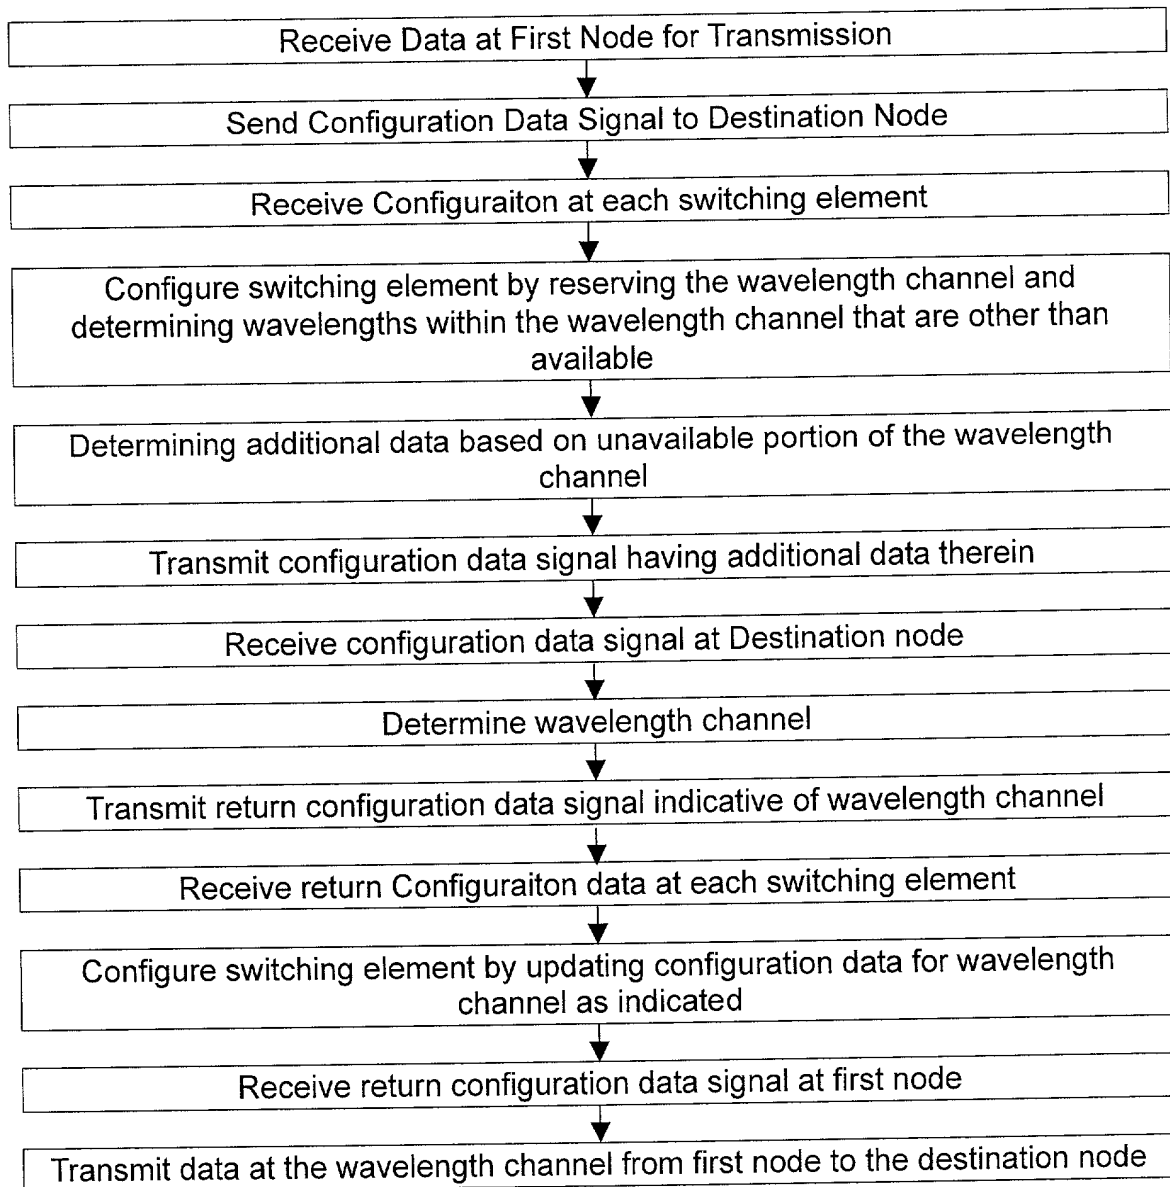 Receive Data at First Node for Transmission
Send Configuration Data Signal to Destination Node
Receive Configuraiton at each switching element
Configure switching element by reserving the wavelength channel and
determining wavelengths within the wavelength channel that are other than
available
Determining additional data based on unavailable portion of the wavelength
channel
Transmit configuration data signal having additional data therein
Receive configuration data signal at Destination node
Determine wavelength channel
Transmit return configuration data signal indicative of wavelength channel
Receive return Configuraiton data at each switching element
Configure switching element by updating configuration data for wavelength
channel as indicated
Receive return configuration data signal at first node
Transmit data at the wavelength channel from first node to the destination node